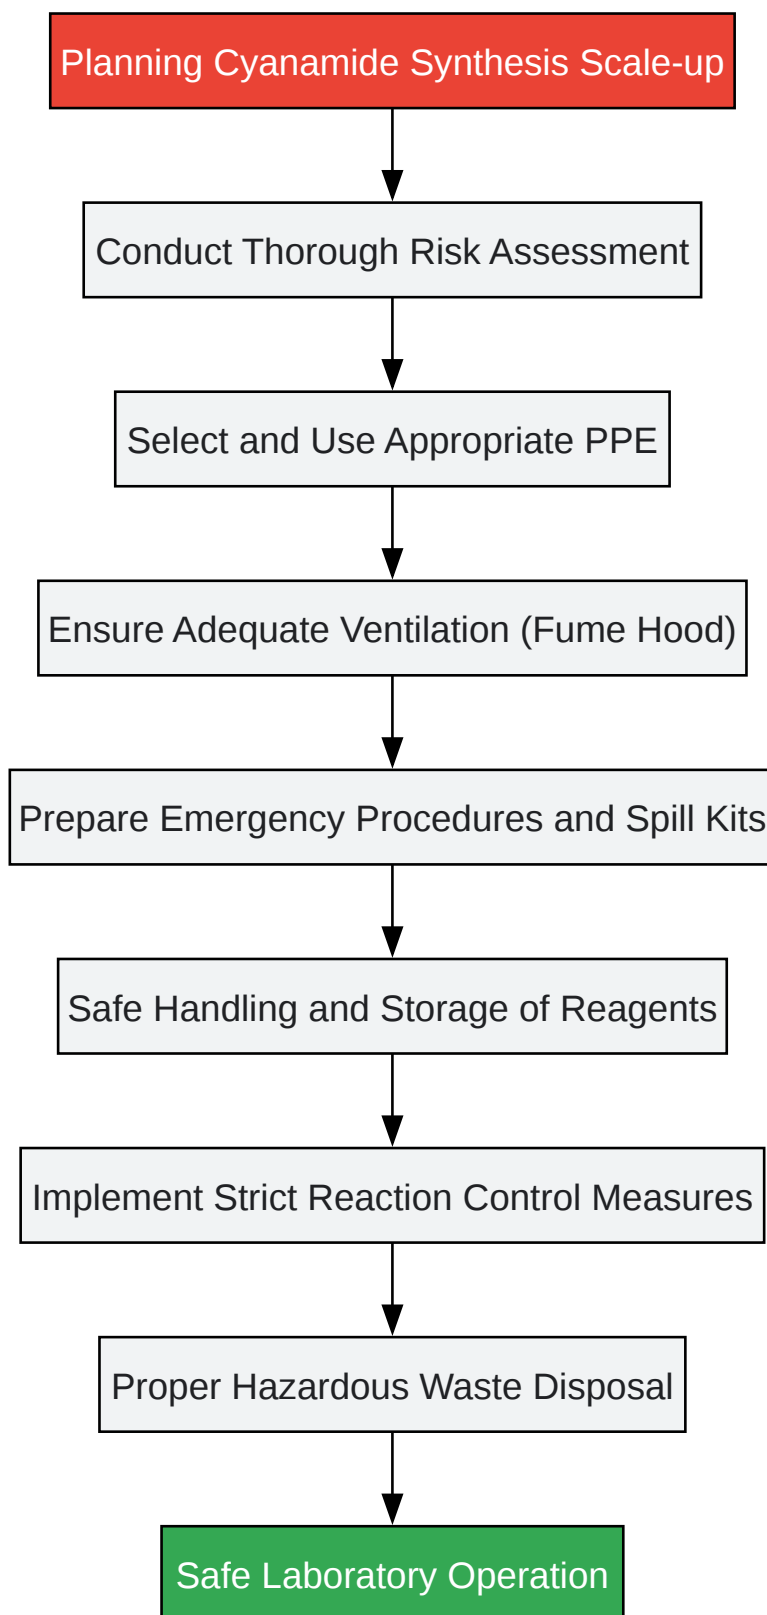 Planning Cyanamide Synthesis Scale-up
Conduct Thorough Risk Assessment
Select and Use Appropriate PPE
Ensure Adequate Ventilation (Fume Hood)
Prepare Emergency Procedures and Spill Kits
Safe Handling and Storage of Reagents
Implement Strict Reaction Control Measures
Proper Hazardous Waste Disposal
Safe Laboratory Operation